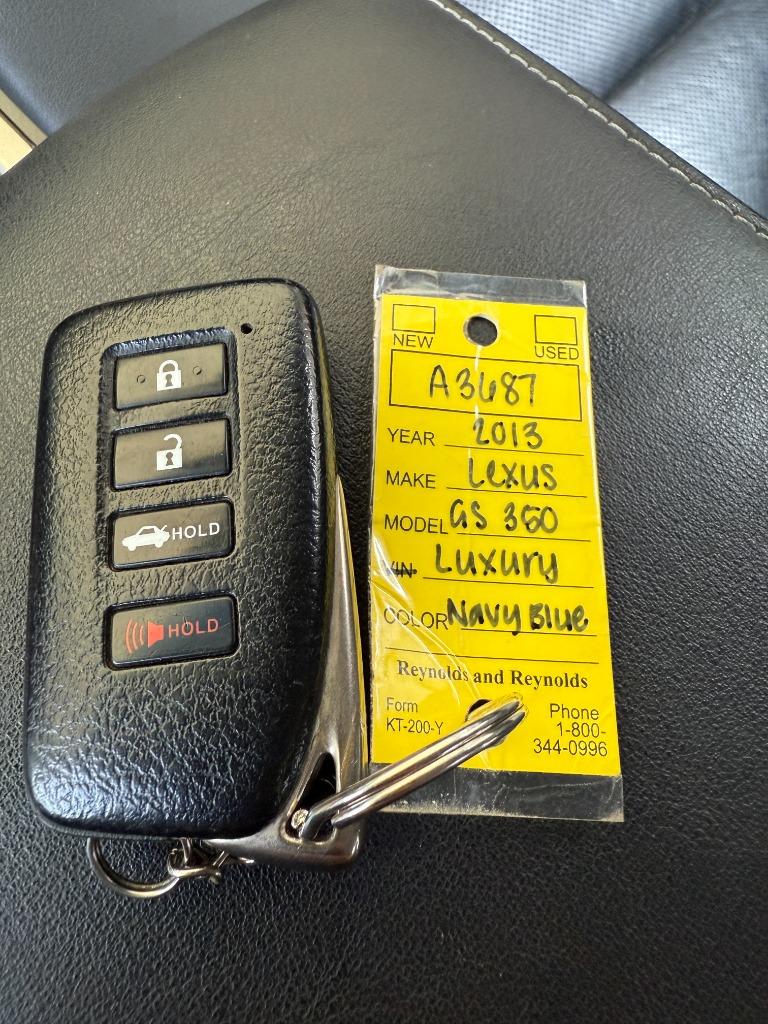 HOLD
HOLD
NEW USED
A3687
YEAR 2013
MAKE Lexus
MODEL GS 350
VIN Luxury
COLOR Navy Blue
Reynolds and Reynolds
Form
KT-200-Y
Phone
1-800-
344-0996